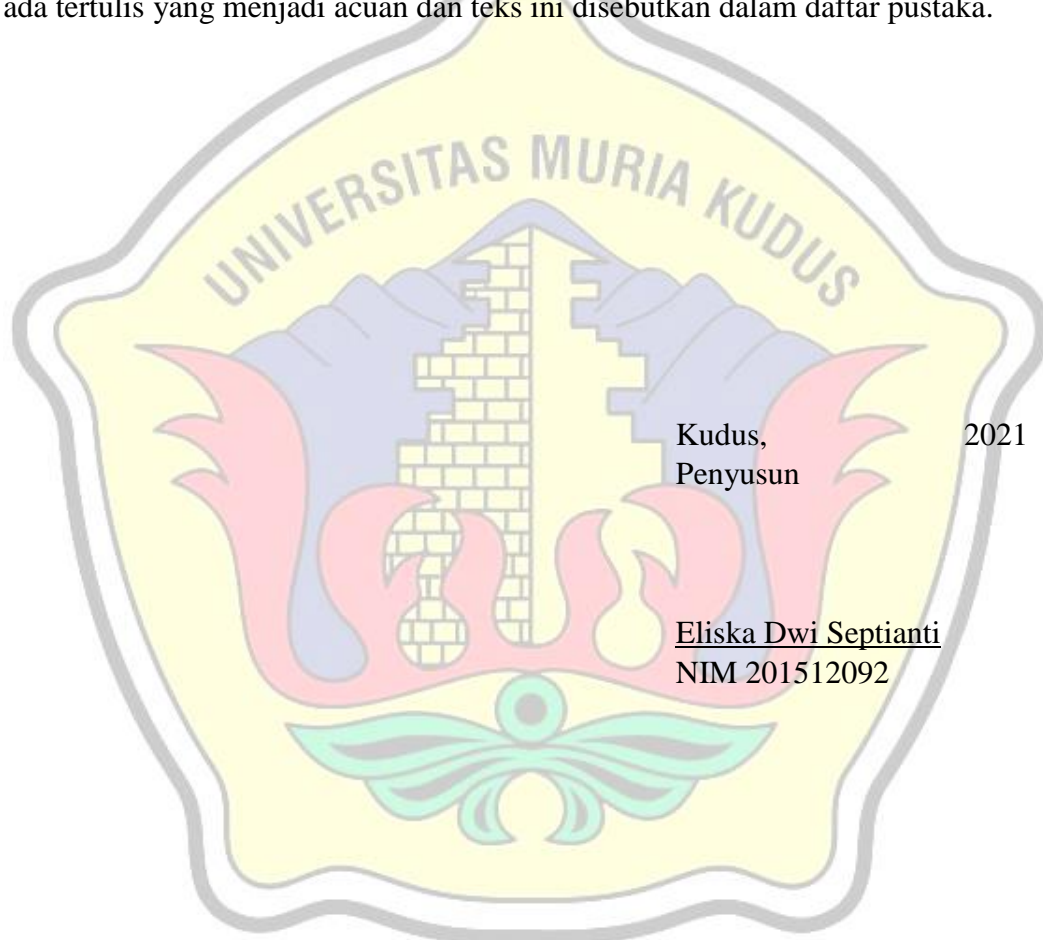 ada tertulis yang menjadi acuan dan teks ini disebutkan dalam daftar pustaka.
UNIVERSITAS MURIA KUDUS
Kudus, 2021
Penyusun
Eliska Dwi Septianti
NIM 201512092